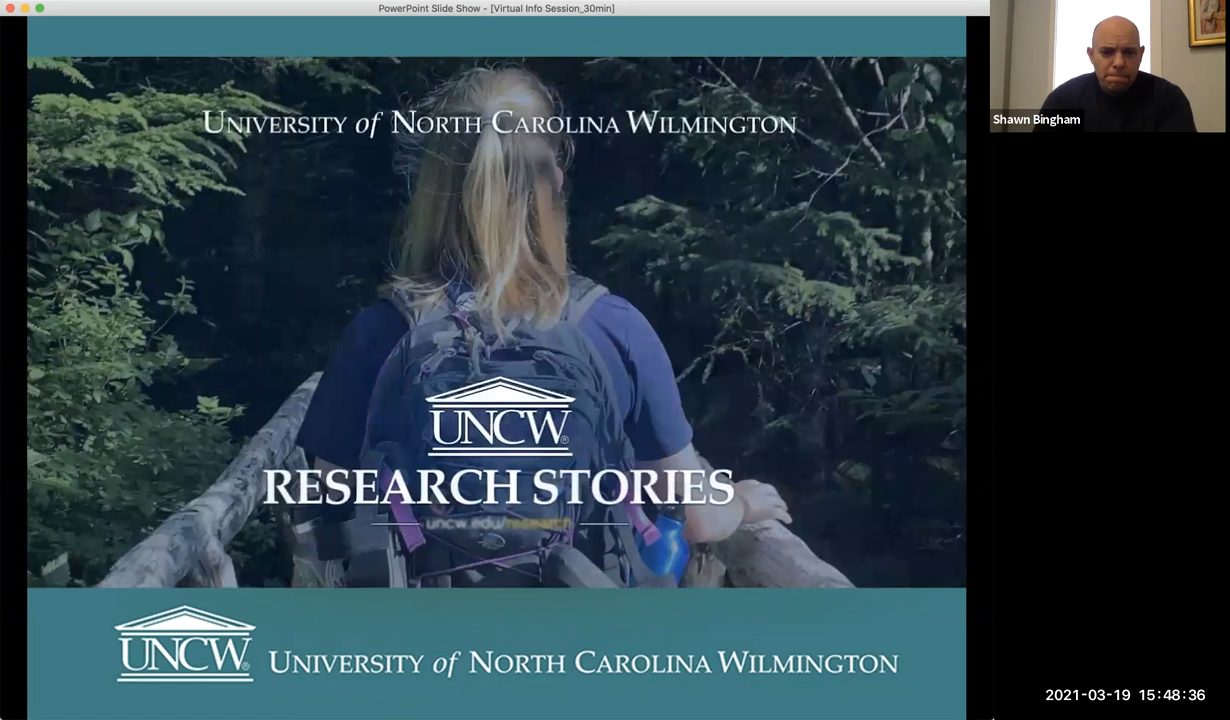 PowerPoint Slide Show - [Virtual Info Session_30min]
UNIVERSITY of NORTH CAROLINA WILMINGTON
Shawn Bingham
UNCW®
RESEARCH STORIES
uncw.edu/research
UNCW®
UNIVERSITY of NORTH CAROLINA WILMINGTON
2021-03-19 15:48:36